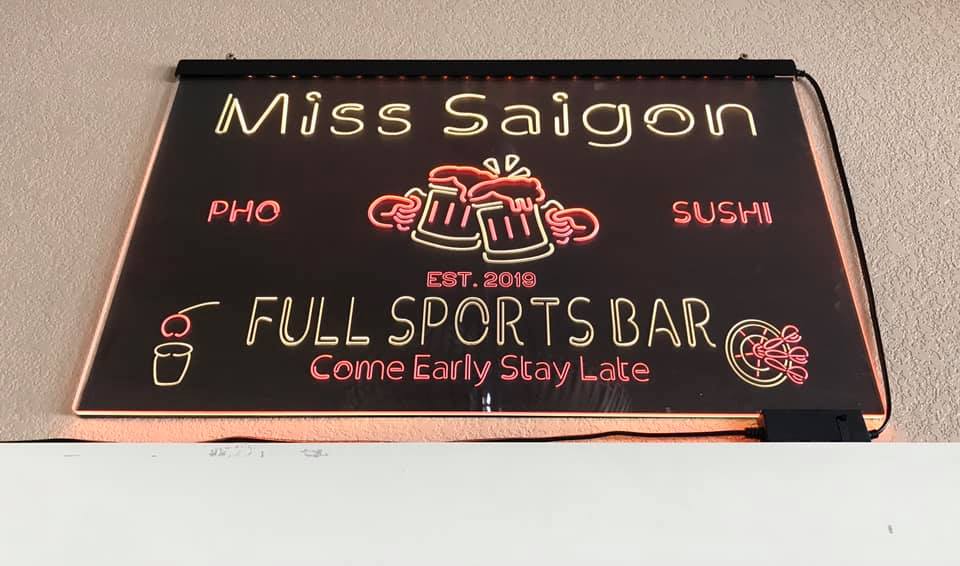 Miss Saigon
PHO
SUSHI
EST. 2019
FULL SPORTS BAR
Come Early Stay Late